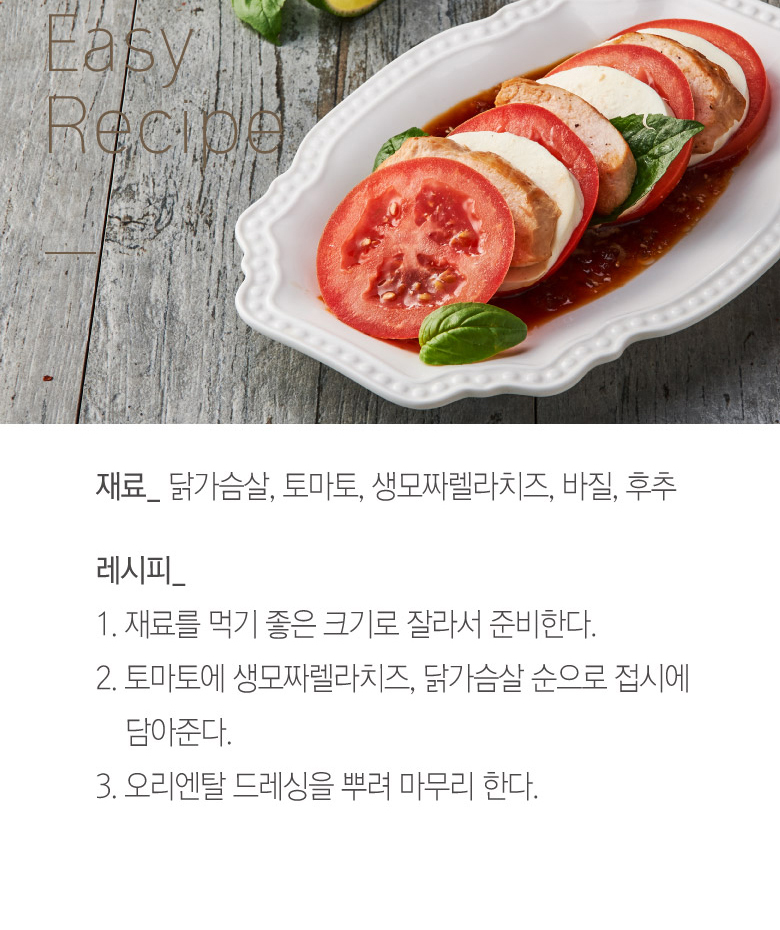 Easy
Recipe
재료_ 닭가슴살, 토마토, 생모짜렐라치즈, 바질, 후추
레시피_
1. 재료를 먹기 좋은 크기로 잘라서 준비한다.
2. 토마토에 생모짜렐라치즈, 닭가슴살 순으로 접시에
담아준다.
3. 오리엔탈 드레싱을 뿌려 마무리 한다.